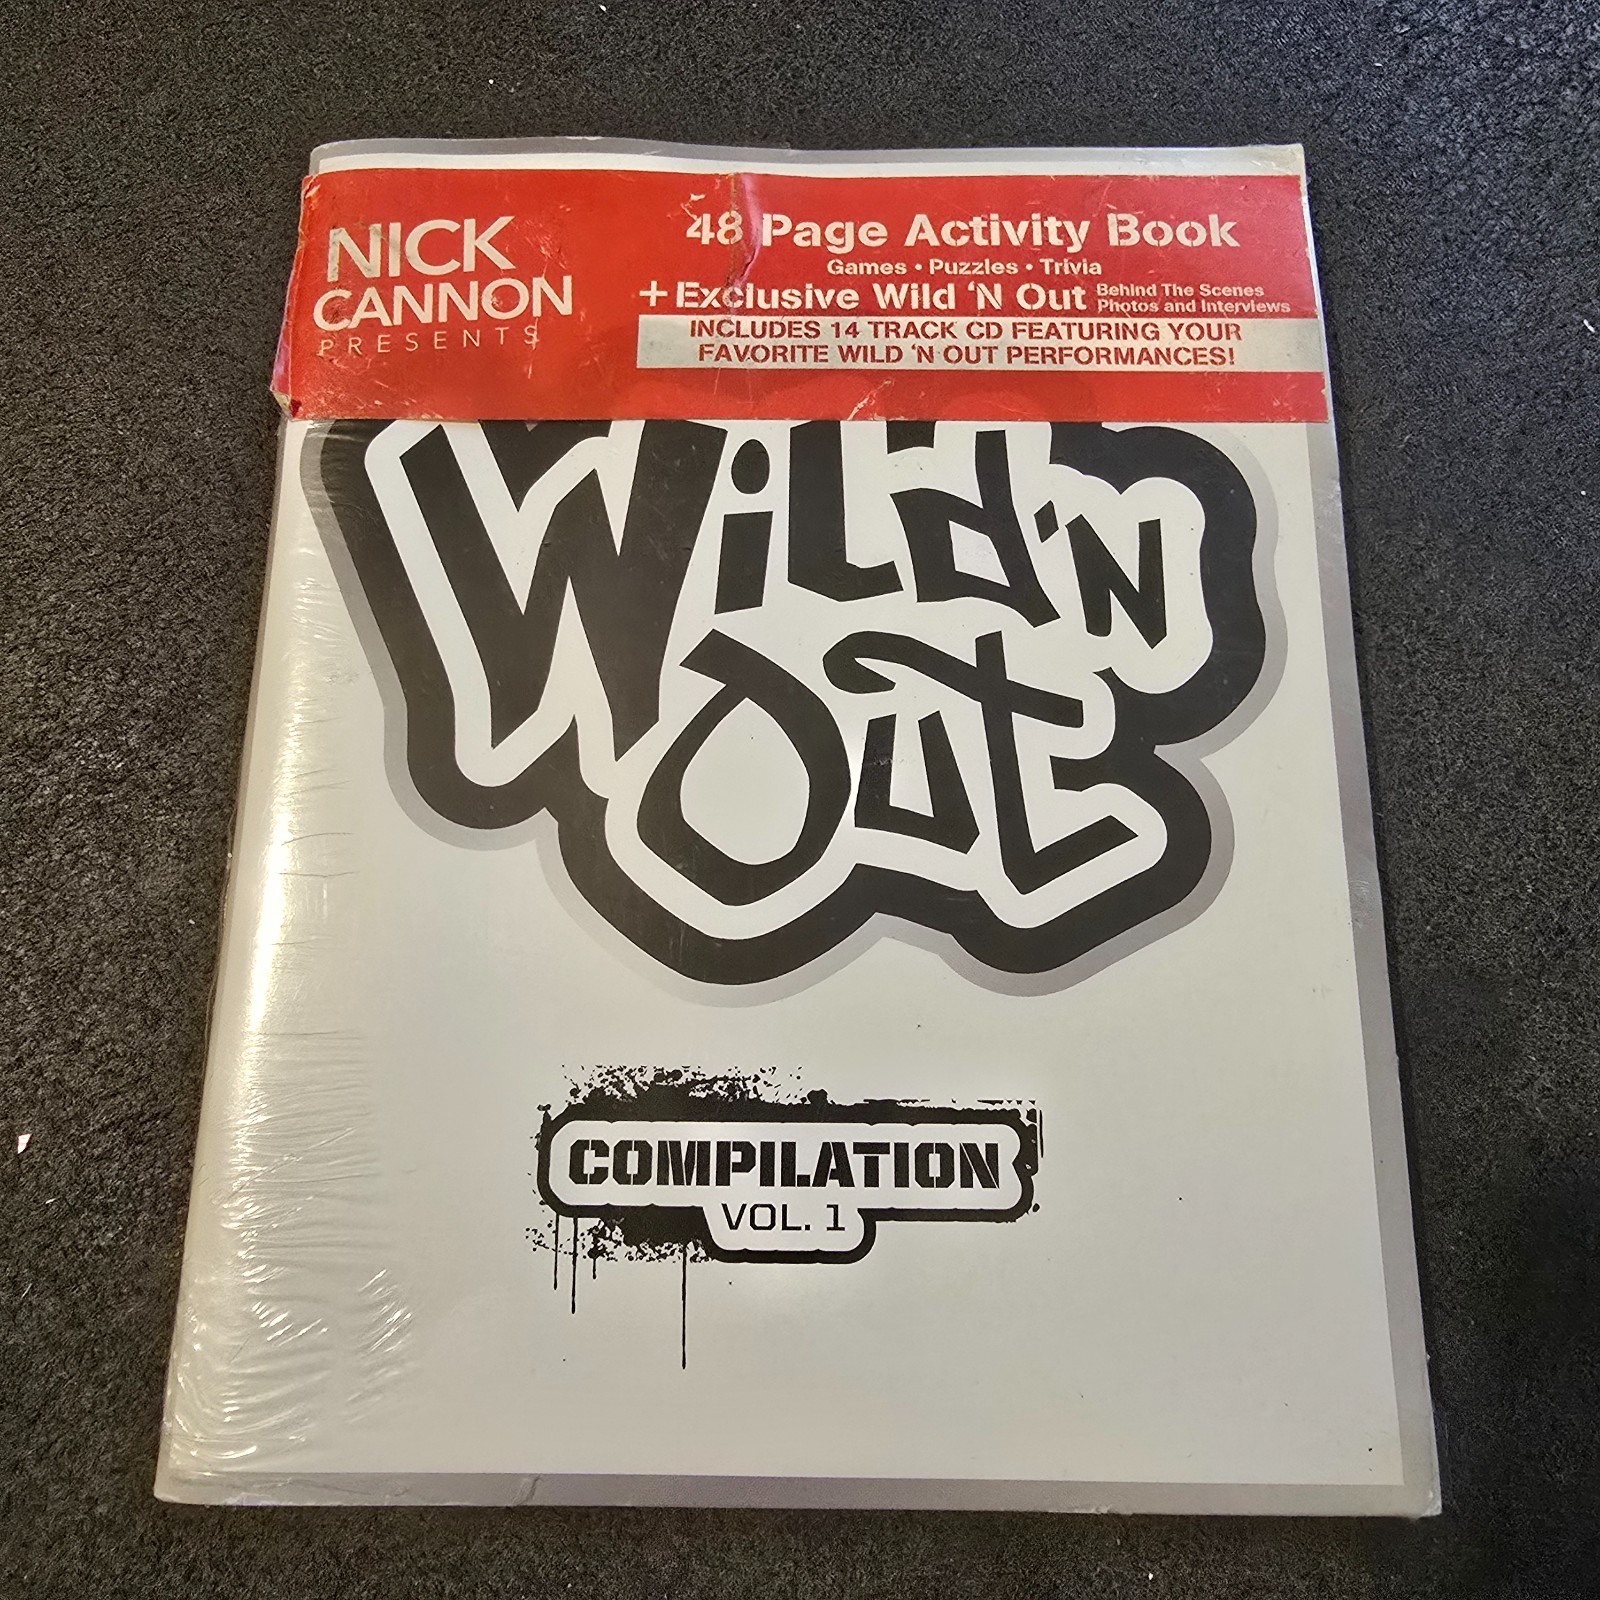 NICK
CANNON
PRESENTS
48 Page Activity Book
Games • Puzzles • Trivia
+ Exclusive Wild 'N Out Behind The Scenes
Photos and Interviews
INCLUDES 14 TRACK CD FEATURING YOUR
FAVORITE WILD 'N OUT PERFORMANCES!
Wild 'N
Out
COMPILATION
VOL. 1